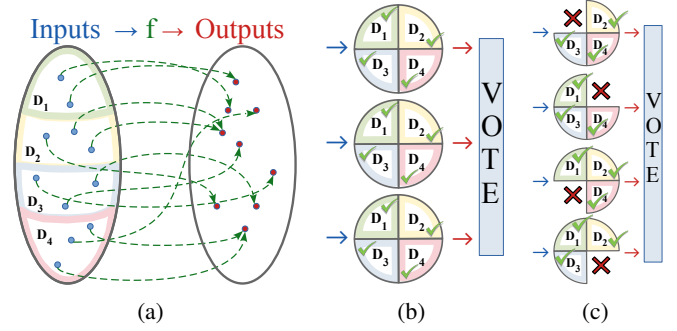 Inputs → f → Outputs
D1
D2
D3
D4
(a)
D1 D2
D3 D4
D1 D2
D3 D4
D1 D2
D3 D4
VOTE
(b)
D2
D3 D4
D1
D3 D4
D1 D2
D4
D1 D2
D3
VOTE
(c)